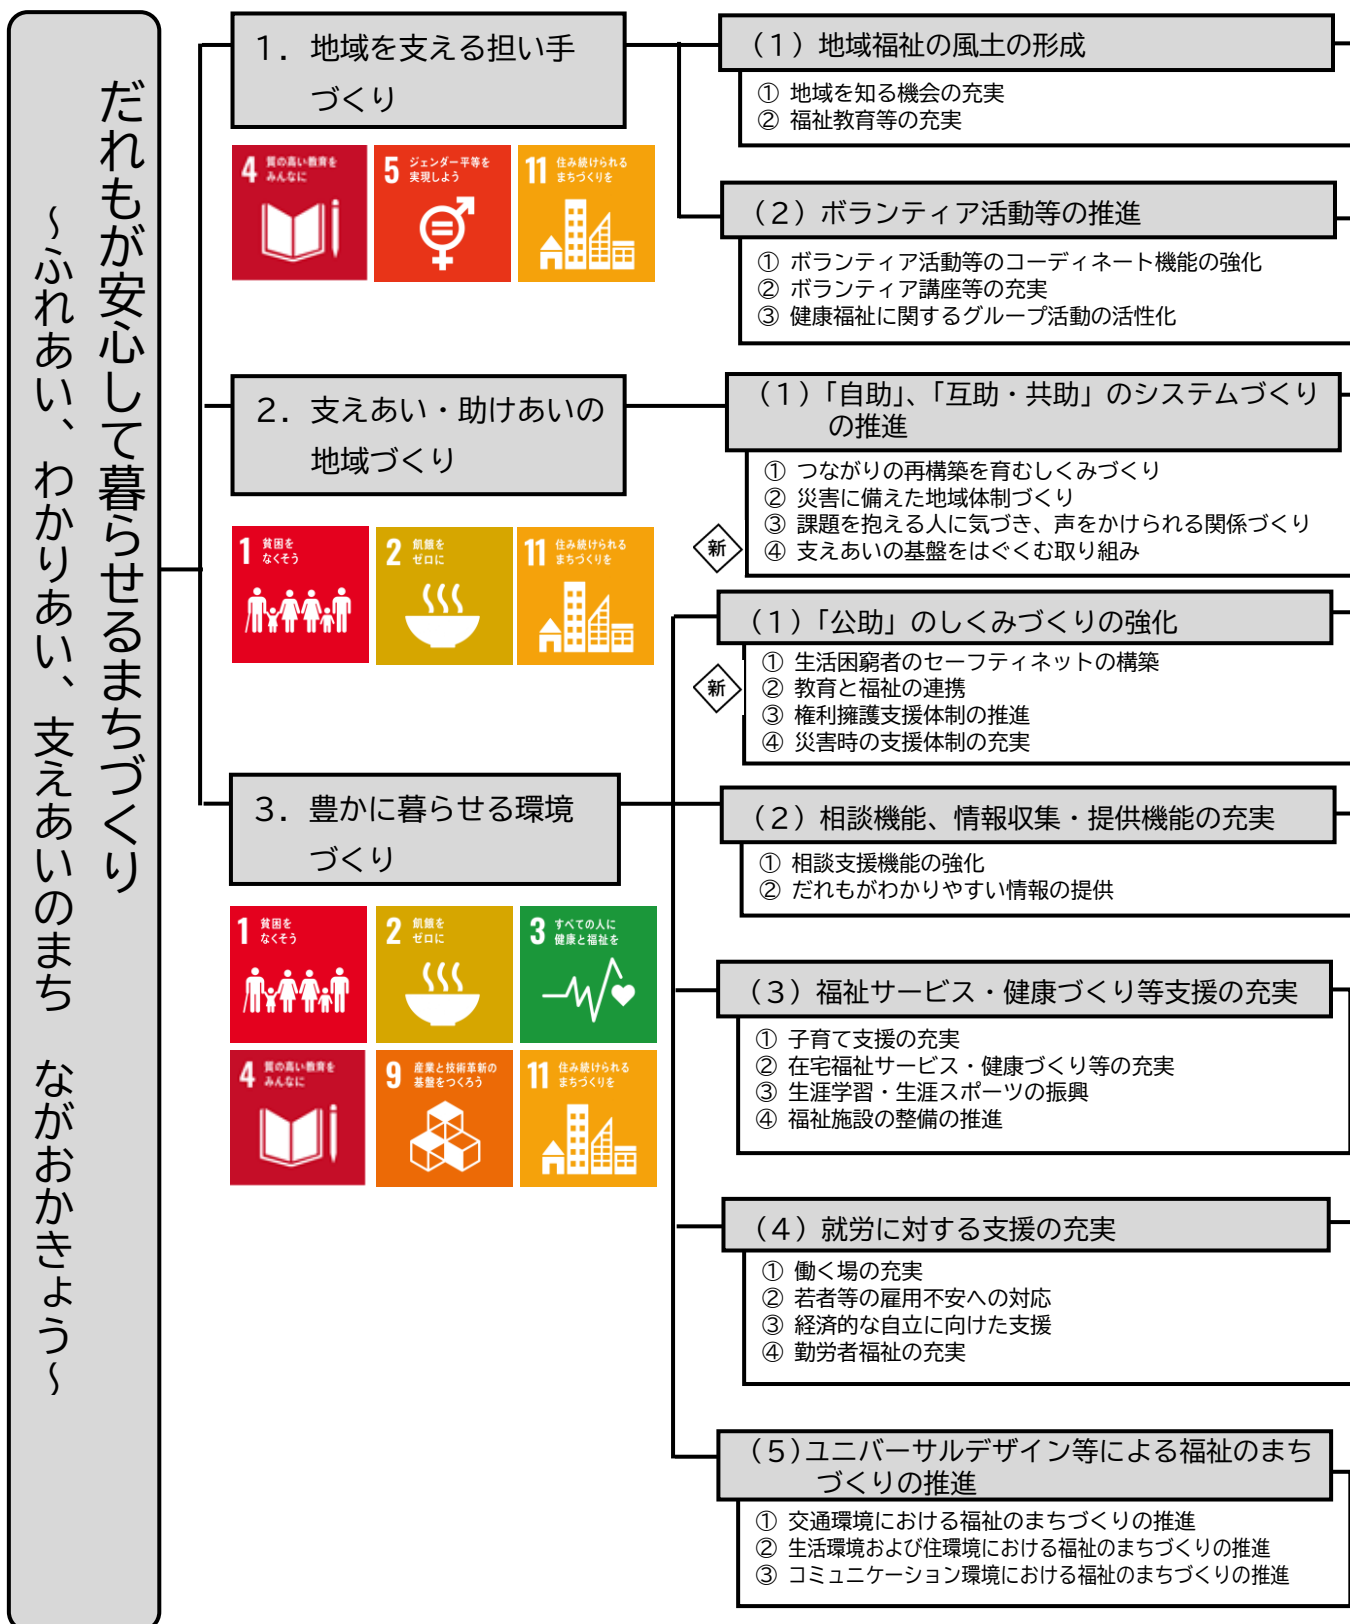 だれもが安心して暮らせるまちづくり
～ふれあい、わかりあい、支えあいのまち　ながおかきょう～
１．地域を支える担い手
づくり
4 質の高い教育を
みんなに
5 ジェンダー平等を
実現しよう
11 住み続けられる
まちづくりを
（１）地域福祉の風土の形成
① 地域を知る機会の充実
② 福祉教育等の充実
（２）ボランティア活動等の推進
① ボランティア活動等のコーディネート機能の強化
② ボランティア講座等の充実
③ 健康福祉に関するグループ活動の活性化
２．支えあい・助けあいの
地域づくり
1 貧困を
なくそう
2 飢餓を
ゼロに
11 住み続けられる
まちづくりを
（１）「自助」、「互助・共助」のシステムづくり
の推進
① つながりの再構築を育むしくみづくり
② 災害に備えた地域体制づくり
③ 課題を抱える人に気づき、声をかけられる関係づくり
新
④ 支えあいの基盤をはぐくむ取り組み
３．豊かに暮らせる環境
づくり
1 貧困を
なくそう
2 飢餓を
ゼロに
3 すべての人に
健康と福祉を
4 質の高い教育を
みんなに
9 産業と技術革新の
基盤をつくろう
11 住み続けられる
まちづくりを
（１）「公助」のしくみづくりの強化
① 生活困窮者のセーフティネットの構築
新
② 教育と福祉の連携
③ 権利擁護支援体制の推進
④ 災害時の支援体制の充実
（２）相談機能、情報収集・提供機能の充実
① 相談支援機能の強化
② だれもがわかりやすい情報の提供
（３）福祉サービス・健康づくり等支援の充実
① 子育て支援の充実
② 在宅福祉サービス・健康づくり等の充実
③ 生涯学習・生涯スポーツの振興
④ 福祉施設の整備の推進
（４）就労に対する支援の充実
① 働く場の充実
② 若者等の雇用不安への対応
③ 経済的な自立に向けた支援
④ 勤労者福祉の充実
（５）ユニバーサルデザイン等による福祉のまち
づくりの推進
① 交通環境における福祉のまちづくりの推進
② 生活環境および住環境における福祉のまちづくりの推進
③ コミュニケーション環境における福祉のまちづくりの推進